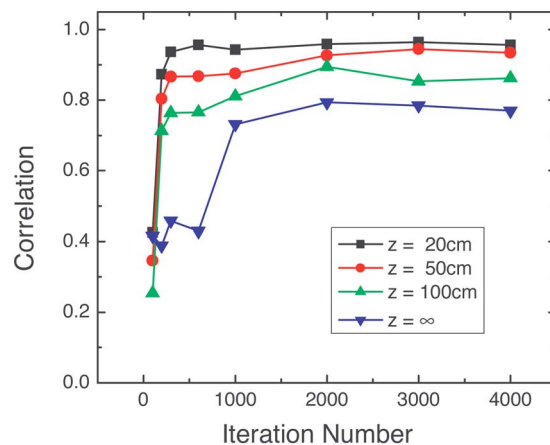 1.0
0.8
0.6
0.4
0.2
0.0
Correlation
z = 20cm
z = 50cm
z = 100cm
z = ∞
0 1000 2000 3000 4000
Iteration Number